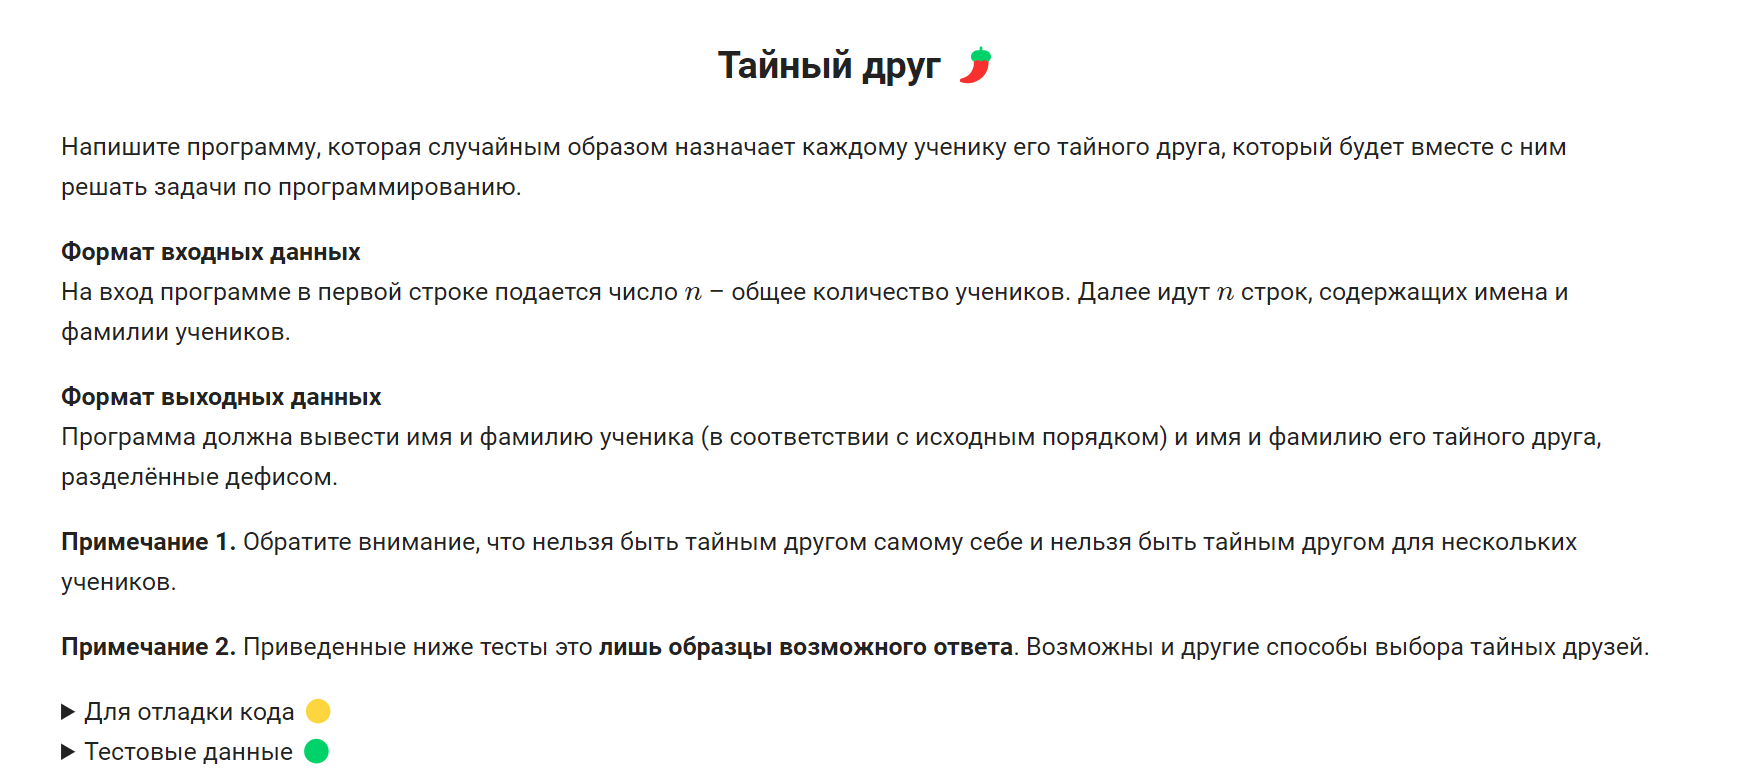 Тайный друг
Напишите программу, которая случайным образом назначает каждому ученику его тайного друга, который будет вместе с ним
решать задачи по программированию.
Формат входных данных
На вход программе в первой строке подается число n – общее количество учеников. Далее идут n строк, содержащих имена и
фамилии учеников.
Формат выходных данных
Программа должна вывести имя и фамилию ученика (в соответствии с исходным порядком) и имя и фамилию его тайного друга,
разделённые дефисом.
Примечание 1. Обратите внимание, что нельзя быть тайным другом самому себе и нельзя быть тайным другом для нескольких
учеников.
Примечание 2. Приведенные ниже тесты это лишь образцы возможного ответа. Возможны и другие способы выбора тайных друзей.
Для отладки кода
Тестовые данные